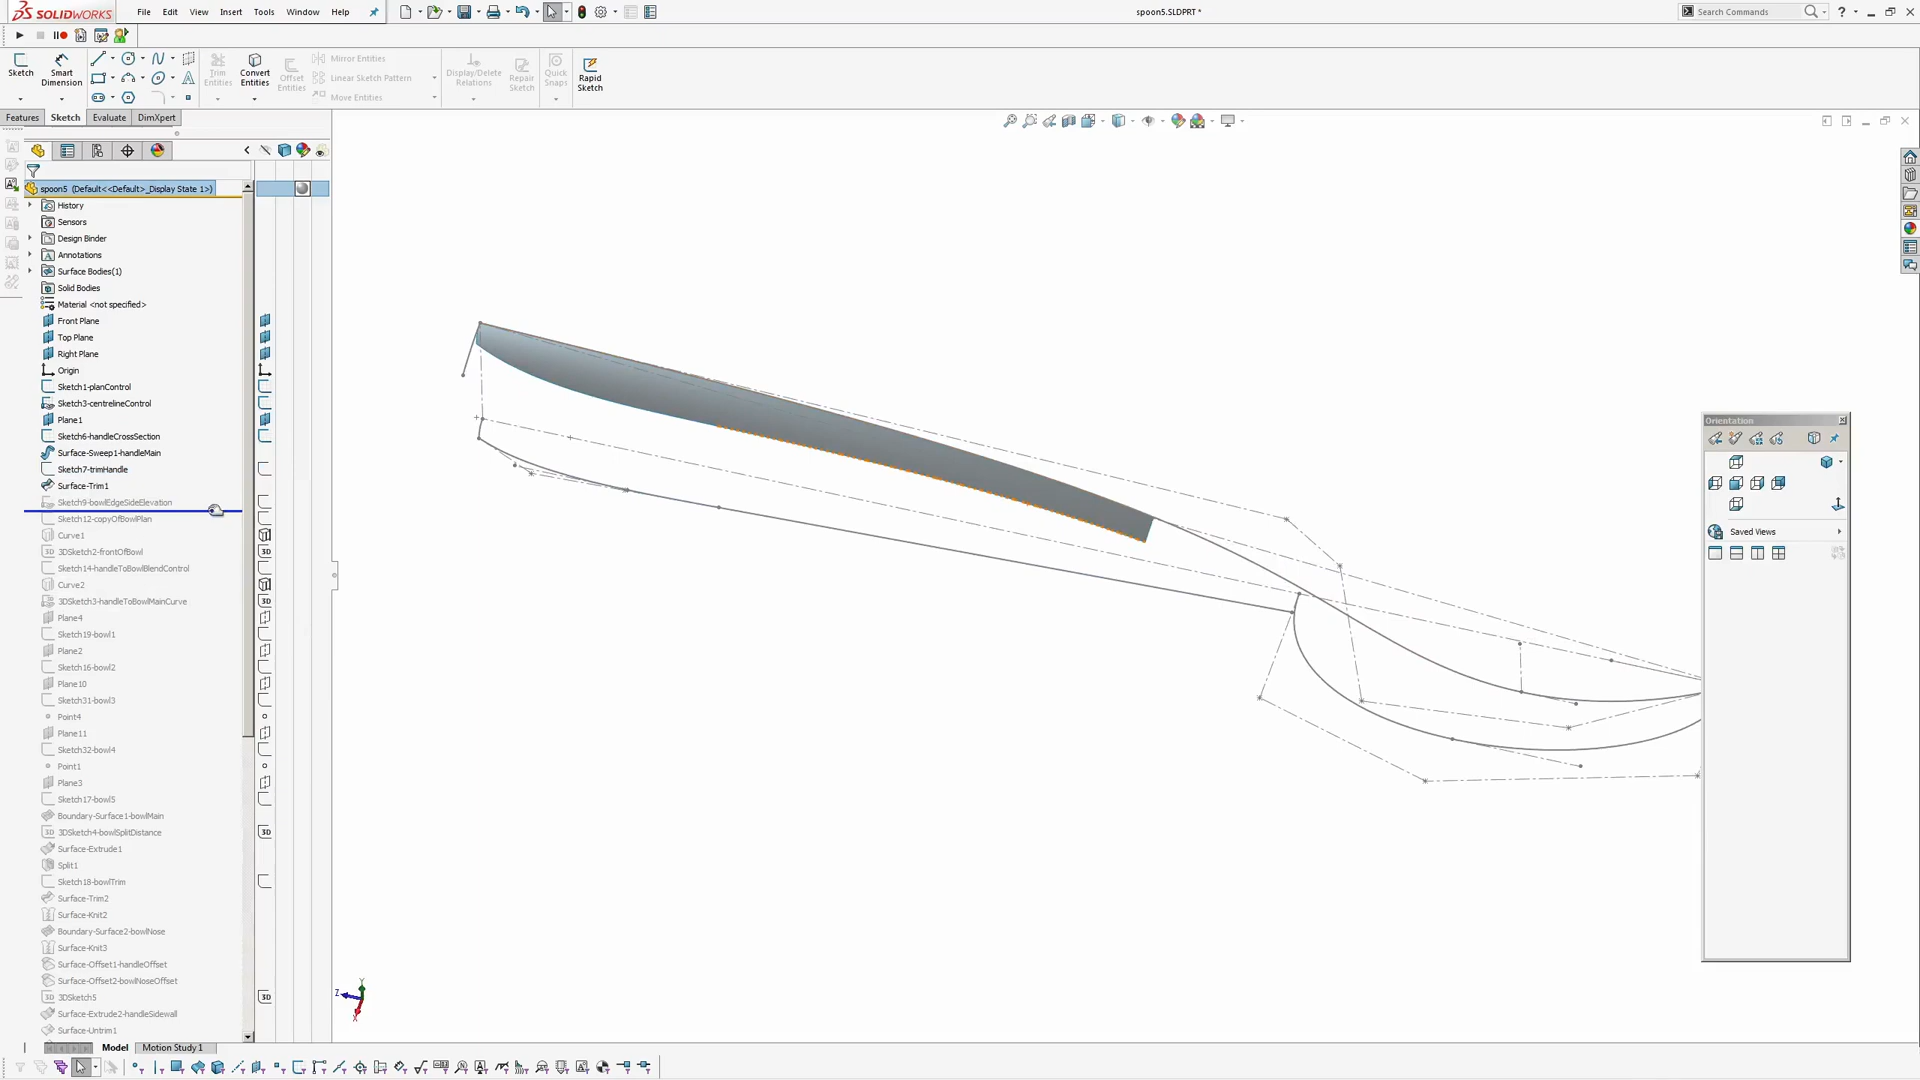 SOLIDWORKS
File Edit View Insert Tools Window Help
spoon5.SLDPRT *
Search Commands
Sketch
Smart Dimension
Trim Entities
Convert Entities
Offset Entities
Mirror Entities
Linear Sketch Pattern
Move Entities
Display/Delete Relations
Repair Sketch
Quick Snaps
Rapid Sketch
Features Sketch Evaluate DimXpert
spoon5 (Default<<Default>_Display State 1>)
History
Sensors
Design Binder
Annotations
Surface Bodies(1)
Solid Bodies
Material <not specified>
Front Plane
Top Plane
Right Plane
Origin
Sketch1-planControl
Sketch3-centrelineControl
Plane1
Sketch6-handleCrossSection
Surface-Sweep1-handleMain
Sketch7-trimHandle
Surface-Trim1
Sketch9-bowlEdgeSideElevation
Sketch12-copyOfBowlPlan
Curve1
3DSketch2-frontOfBowl
Sketch14-handleToBowlBlendControl
Curve2
3DSketch3-handleToBowlMainCurve
Plane4
Sketch19-bowl1
Plane2
Sketch16-bowl2
Plane10
Sketch31-bowl3
Point4
Plane11
Sketch32-bowl4
Point1
Plane3
Sketch17-bowl5
Boundary-Surface1-bowlMain
3DSketch4-bowlSplitDistance
Surface-Extrude1
Split1
Sketch18-bowlTrim
Surface-Trim2
Surface-Knit2
Boundary-Surface2-bowlNose
Surface-Knit3
Surface-Offset1-handleOffset
Surface-Offset2-bowlNoseOffset
3DSketch5
Surface-Extrude2-handleSidewall
Surface-Untrim1
Orientation
Saved Views
Y
Z
X
Model Motion Study 1